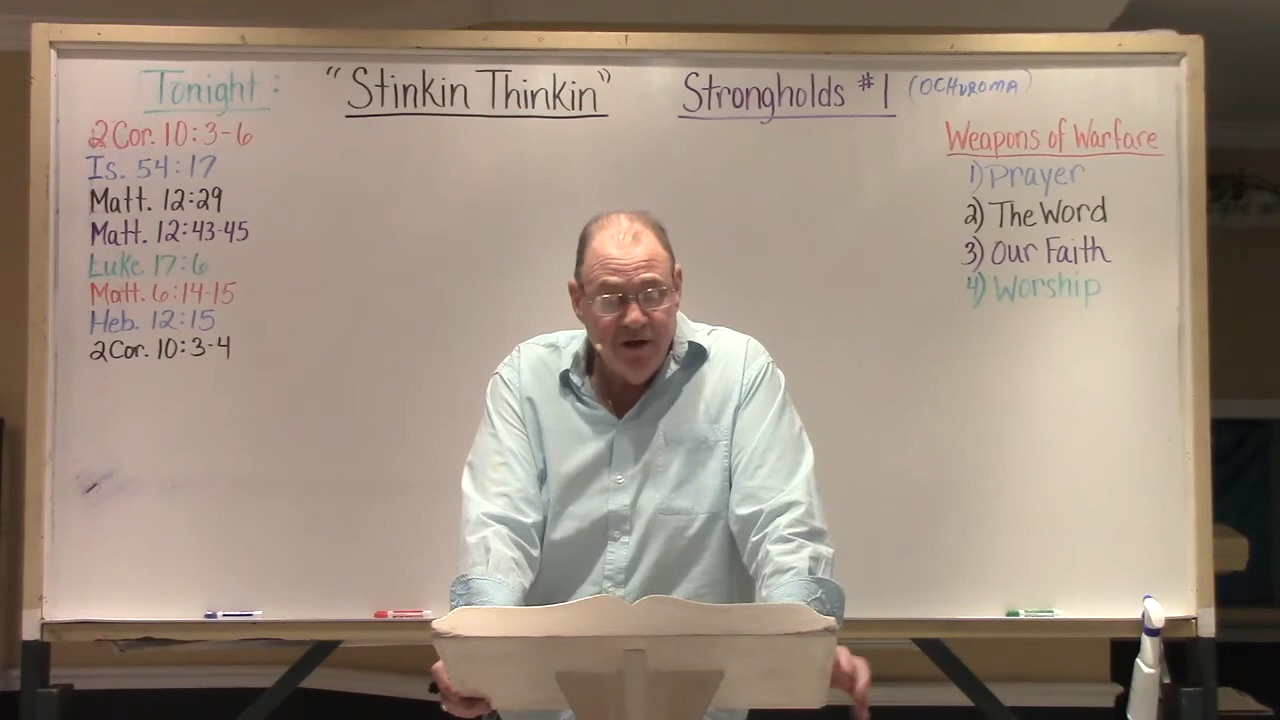 Tonight: "Stinkin Thinkin" Strongholds #1 (OCHUROMA)
2Cor. 10:3-6
Is. 54:17
Matt. 12:29
Matt. 12:43-45
Luke 17:6
Matt. 6:14-15
Heb. 12:15
2Cor. 10:3-4
Weapons of Warfare
1) Prayer
2) The Word
3) Our Faith
4) Worship